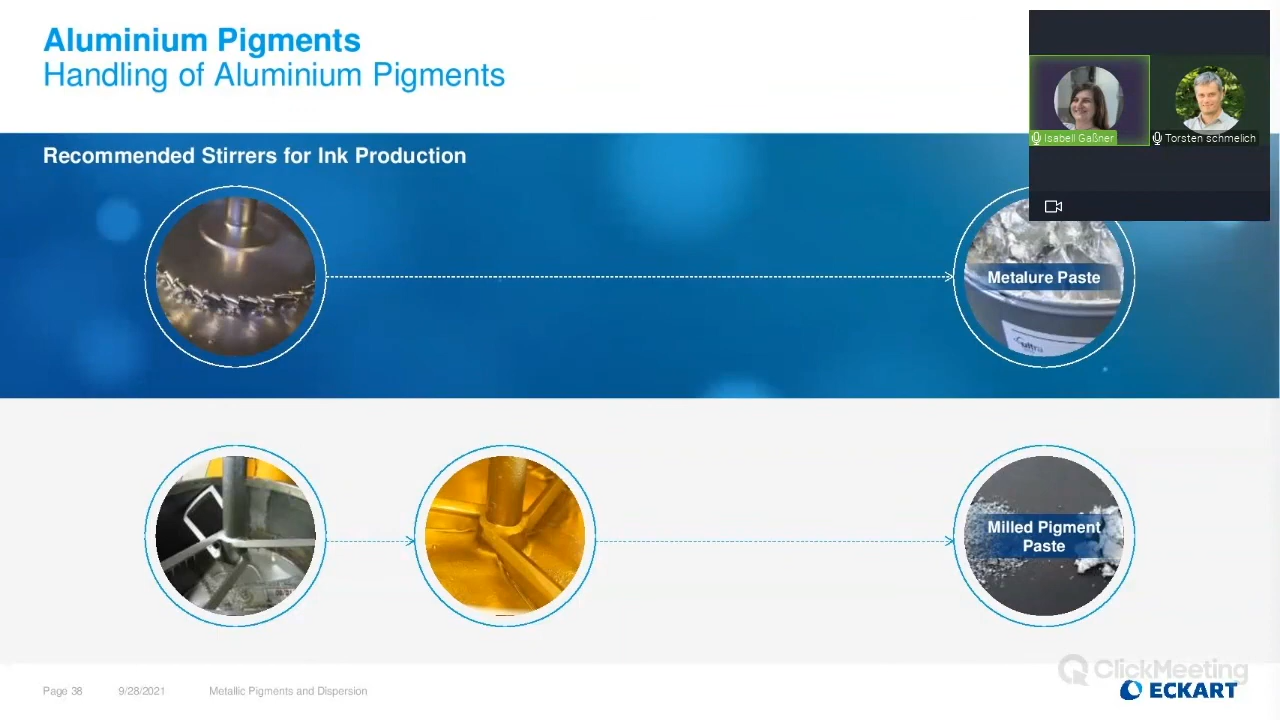 Aluminium Pigments
Handling of Aluminium Pigments
Isabell Gaßner
Torsten schmelich
Recommended Stirrers for Ink Production
Metalure Paste
ultra
Milled Pigment
Paste
ClickMeeting
Page 38
9/28/2021
Metallic Pigments and Dispersion
ECKART